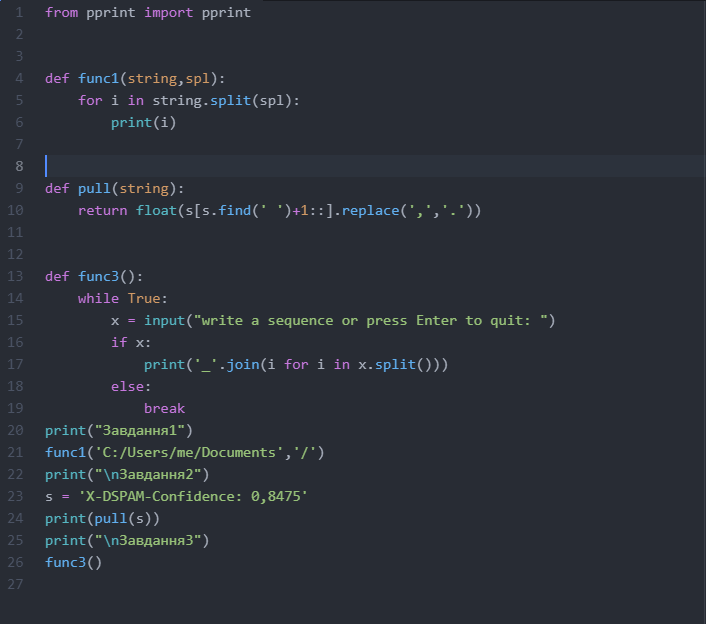 1 from pprint import pprint
2
3
4 def func1(string,spl):
5     for i in string.split(spl):
6         print(i)
7
8
9 def pull(string):
10     return float(s[s.find(' ')+1::].replace(',','.'))
11
12
13 def func3():
14     while True:
15         x = input("write a sequence or press Enter to quit: ")
16         if x:
17             print('_'.join(i for i in x.split()))
18         else:
19             break
20 print("Завдання1")
21 func1('C:/Users/me/Documents','/')
22 print("\nЗавдання2")
23 s = 'X-DSPAM-Confidence: 0,8475'
24 print(pull(s))
25 print("\nЗавдання3")
26 func3()
27